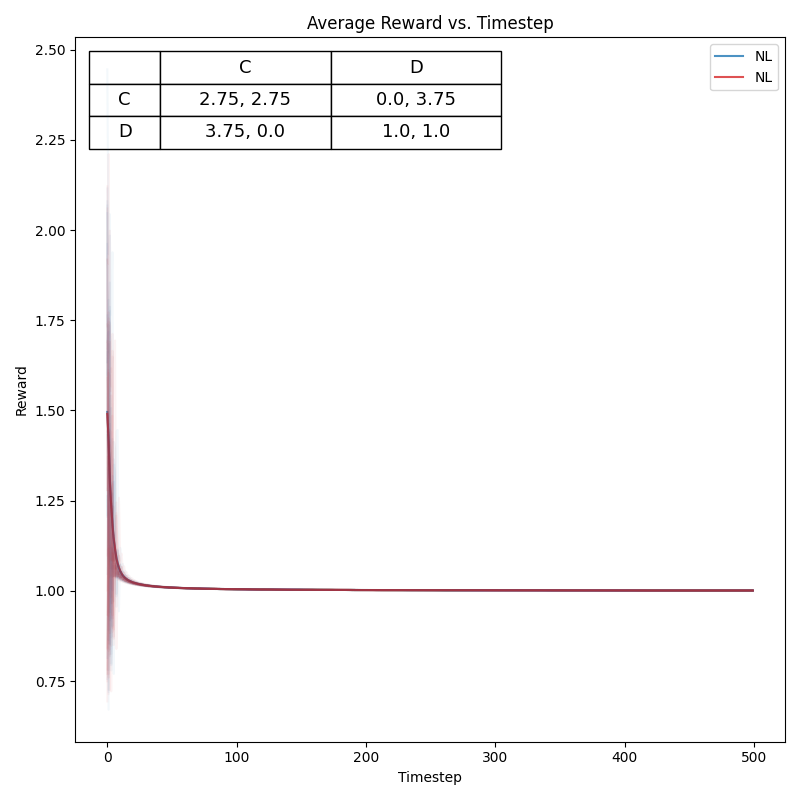 Average Reward vs. Timestep
C D
C 2.75, 2.75 0.0, 3.75
D 3.75, 0.0 1.0, 1.0
NL
NL
2.50
2.25
2.00
1.75
1.50
1.25
1.00
0.75
Reward
0 100 200 300 400 500
Timestep